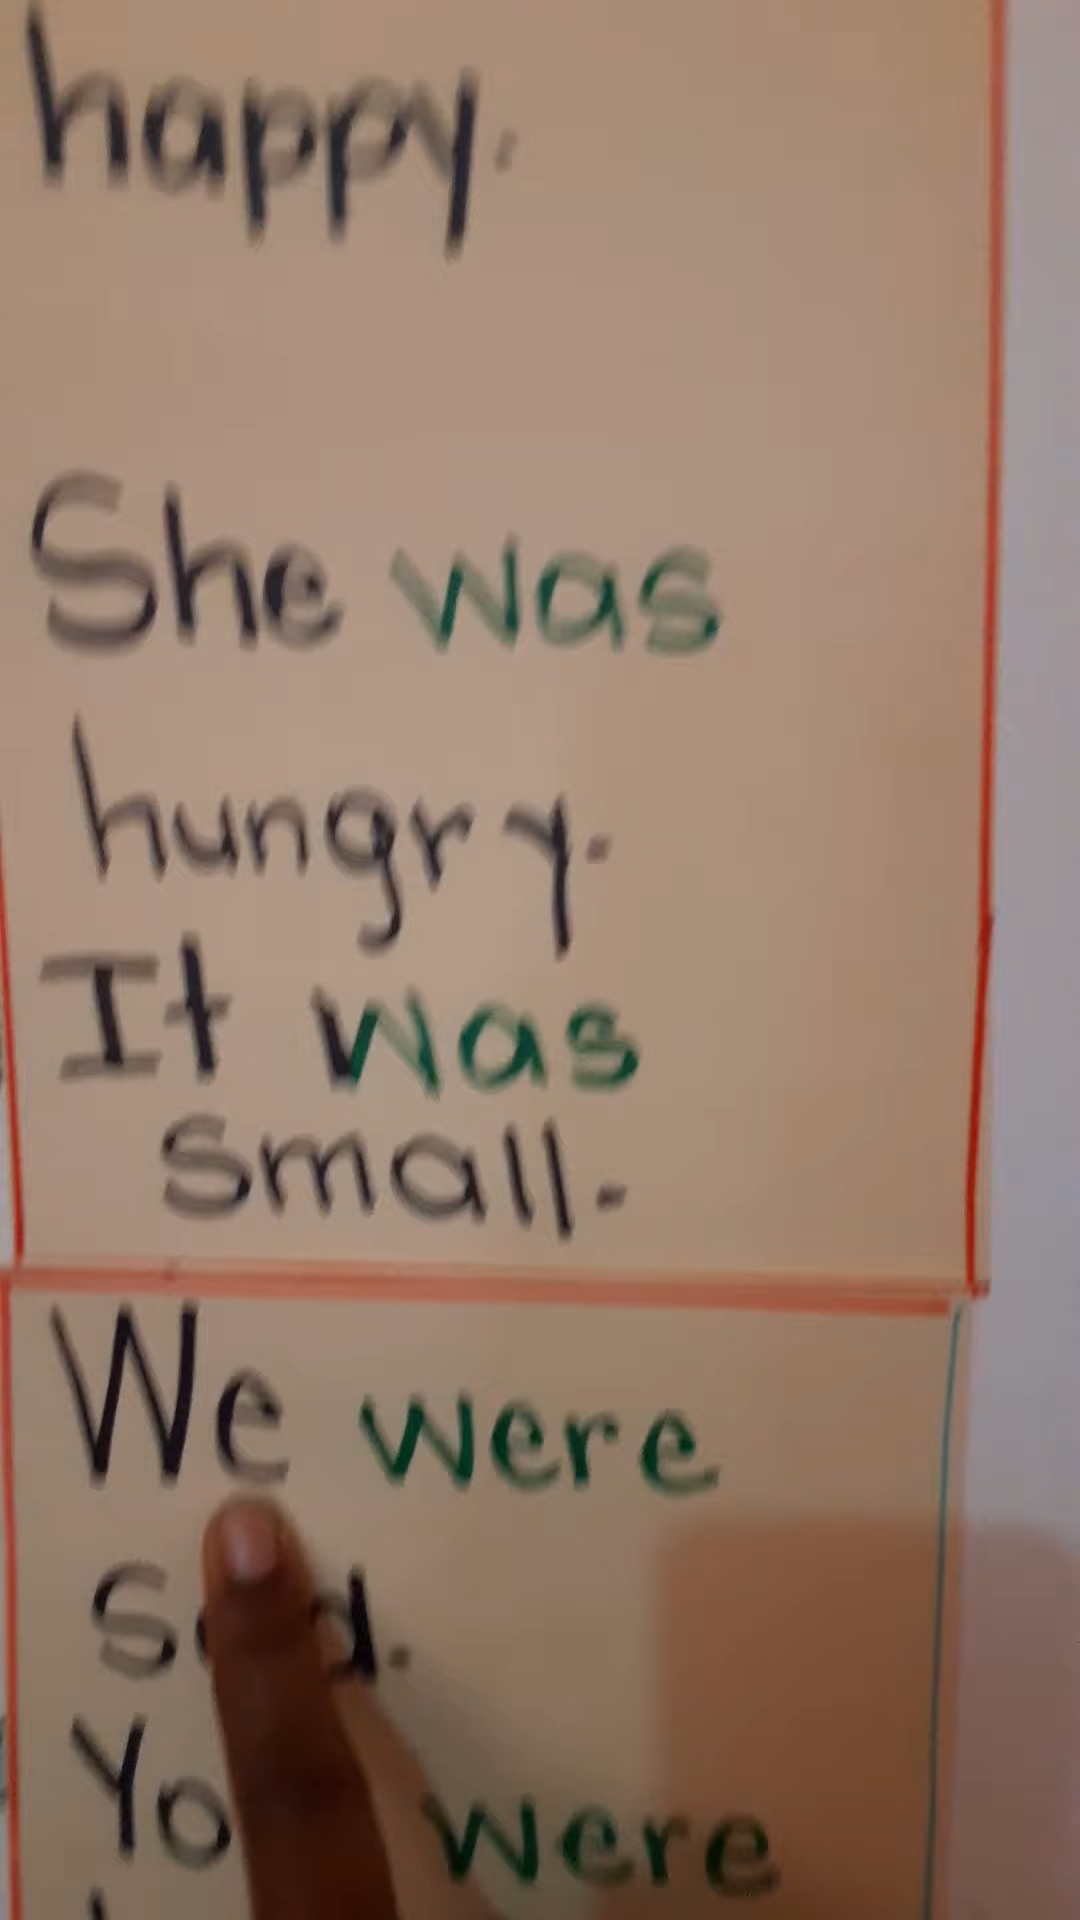 happy.
She was
hungry.
It was
small.
We were
were